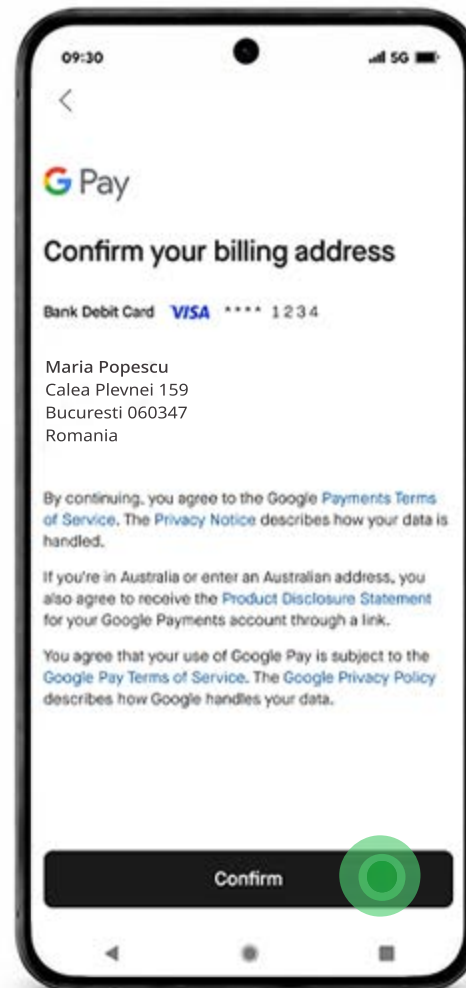 09:30 5G
G Pay
Confirm your billing address
Bank Debit Card VISA **** 1234
Maria Popescu
Calea Plevnei 159
Bucuresti 060347
Romania
By continuing, you agree to the Google Payments Terms
of Service. The Privacy Notice describes how your data is
handled.
If you're in Australia or enter an Australian address, you
also agree to receive the Product Disclosure Statement
for your Google Payments account through a link.
You agree that your use of Google Pay is subject to the
Google Pay Terms of Service. The Google Privacy Policy
describes how Google handles your data.
Confirm